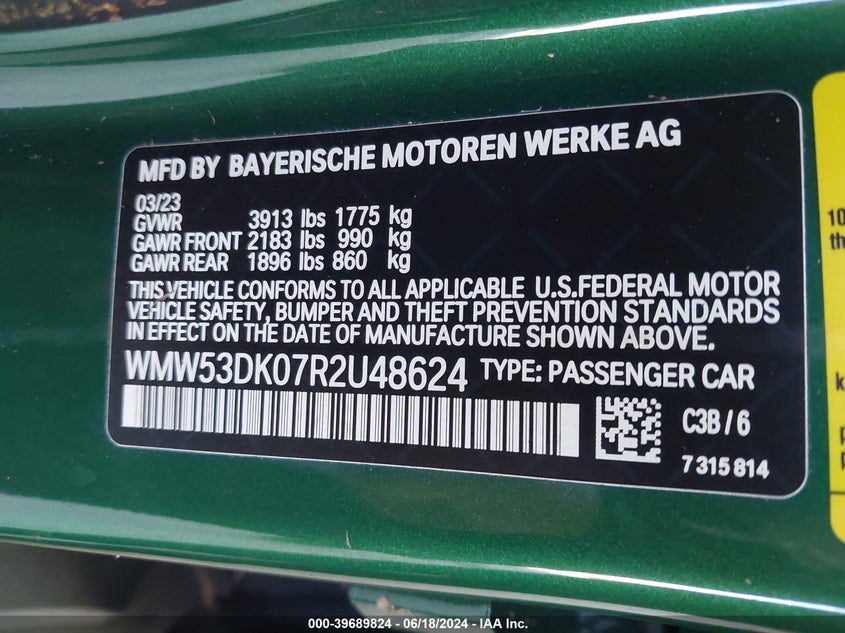 MFD BY BAYERISCHE MOTOREN WERKE AG
03/23
GVWR 3913 lbs 1775 kg
GAWR FRONT 2183 lbs 990 kg
GAWR REAR 1896 lbs 860 kg
THIS VEHICLE CONFORMS TO ALL APPLICABLE U.S.FEDERAL MOTOR
VEHICLE SAFETY, BUMPER AND THEFT PREVENTION STANDARDS
IN EFFECT ON THE DATE OF MANUFACTURE SHOWN ABOVE.
WMW53DK07R2U48624 TYPE: PASSENGER CAR
C3B / 6
7 315 814
10
th
000-39689824 / 06/18/2024 - IAA Inc.